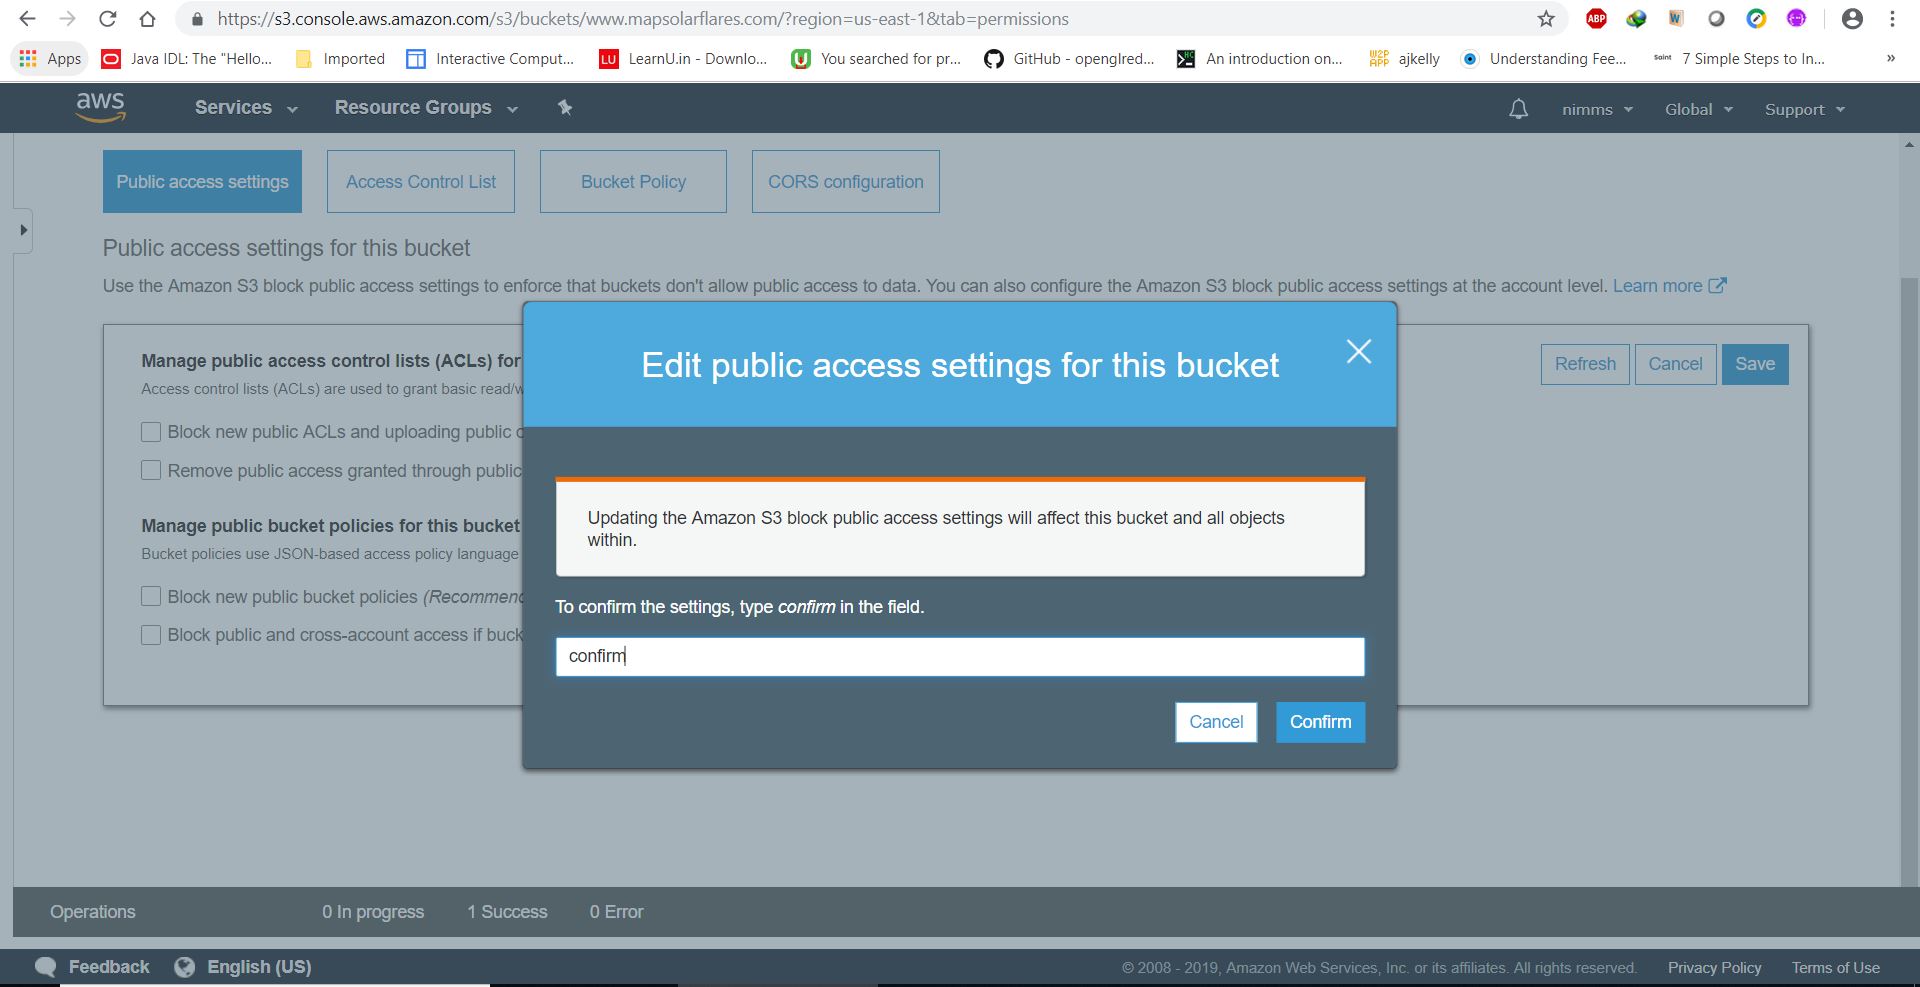 https://s3.console.aws.amazon.com/s3/buckets/www.mapsolarflares.com/?region=us-east-1&tab=permissions
ABP
W
Apps
Java IDL: The "Hello...
Imported
Interactive Comput...
LU
LearnU.in - Downlo...
You searched for pr...
GitHub - openglred...
An introduction on...
W2P
APP
ajkelly
Understanding Fee...
Saint
7 Simple Steps to In...
»
aws
Services
Resource Groups
nimms
Global
Support
Public access settings
Access Control List
Bucket Policy
CORS configuration
Public access settings for this bucket
Use the Amazon S3 block public access settings to enforce that buckets don't allow public access to data. You can also configure the Amazon S3 block public access settings at the account level. Learn more
Manage public access control lists (ACLs) for
Access control lists (ACLs) are used to grant basic read/w
Refresh
Cancel
Save
Block new public ACLs and uploading public
Remove public access granted through public
Manage public bucket policies for this bucket
Bucket policies use JSON-based access policy language
Block new public bucket policies (Recommend
Block public and cross-account access if buck
Edit public access settings for this bucket
Updating the Amazon S3 block public access settings will affect this bucket and all objects
within.
To confirm the settings, type confirm in the field.
confirm
Cancel
Confirm
Operations
0 In progress
1 Success
0 Error
Feedback
English (US)
© 2008 - 2019, Amazon Web Services, Inc. or its affiliates. All rights reserved.
Privacy Policy
Terms of Use